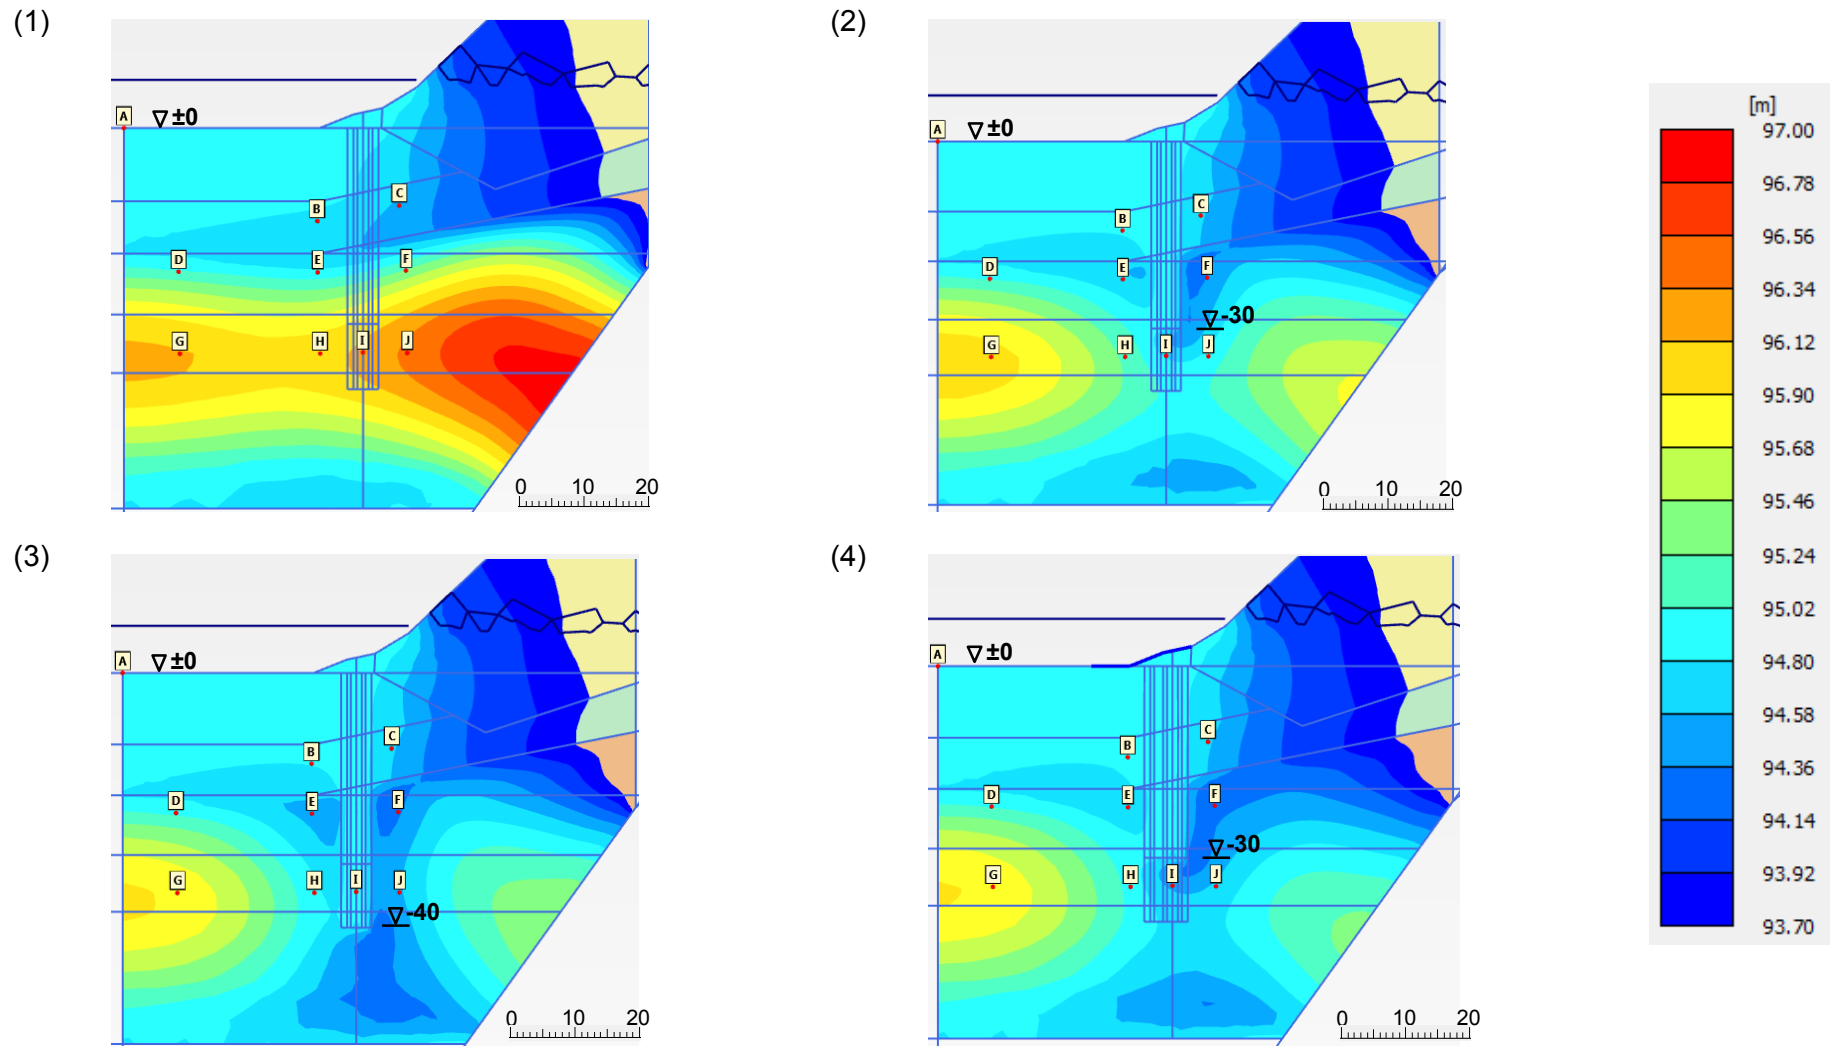 (1)
A
▽ ±0
B
C
D
E
F
G
H
I
J
0 10 20
(2)
A
▽ ±0
B
C
D
E
F
▽ -30
G
H
I
J
0 10 20
(3)
A
▽ ±0
B
C
D
E
F
G
H
I
J
▽ -40
0 10 20
(4)
A
▽ ±0
B
C
D
E
F
▽ -30
G
H
I
J
0 10 20
[m]
97.00
96.78
96.56
96.34
96.12
95.90
95.68
95.46
95.24
95.02
94.80
94.58
94.36
94.14
93.92
93.70